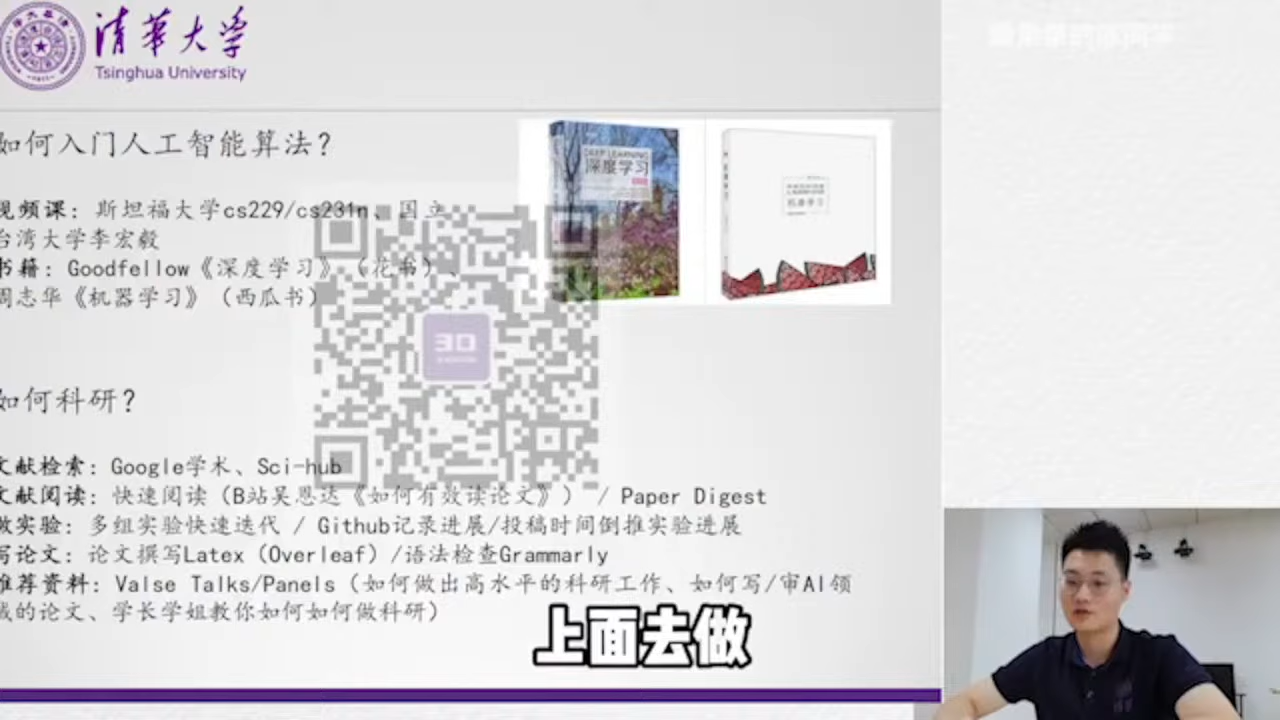 清华大学
Tsinghua University
如何入门人工智能算法？
视频课：斯坦福大学cs229/cs231n、国立
台湾大学李宏毅
书籍：Goodfellow《深度学习》（花书）、
周志华《机器学习》（西瓜书）
DEEP LEARNING
深度学习
机器学习
3D
如何科研？
文献检索：Google学术、Sci-hub
文献阅读：快速阅读（B站吴恩达《如何有效读论文》） / Paper Digest
做实验：多组实验快速迭代 / Github记录进展/投稿时间倒推实验进展
写论文：论文撰写Latex（Overleaf）/语法检查Grammarly
推荐资料：Valse Talks/Panels（如何做出高水平的科研工作、如何写/审AI领
域的论文、学长学姐教你如何如何做科研）
上面去做